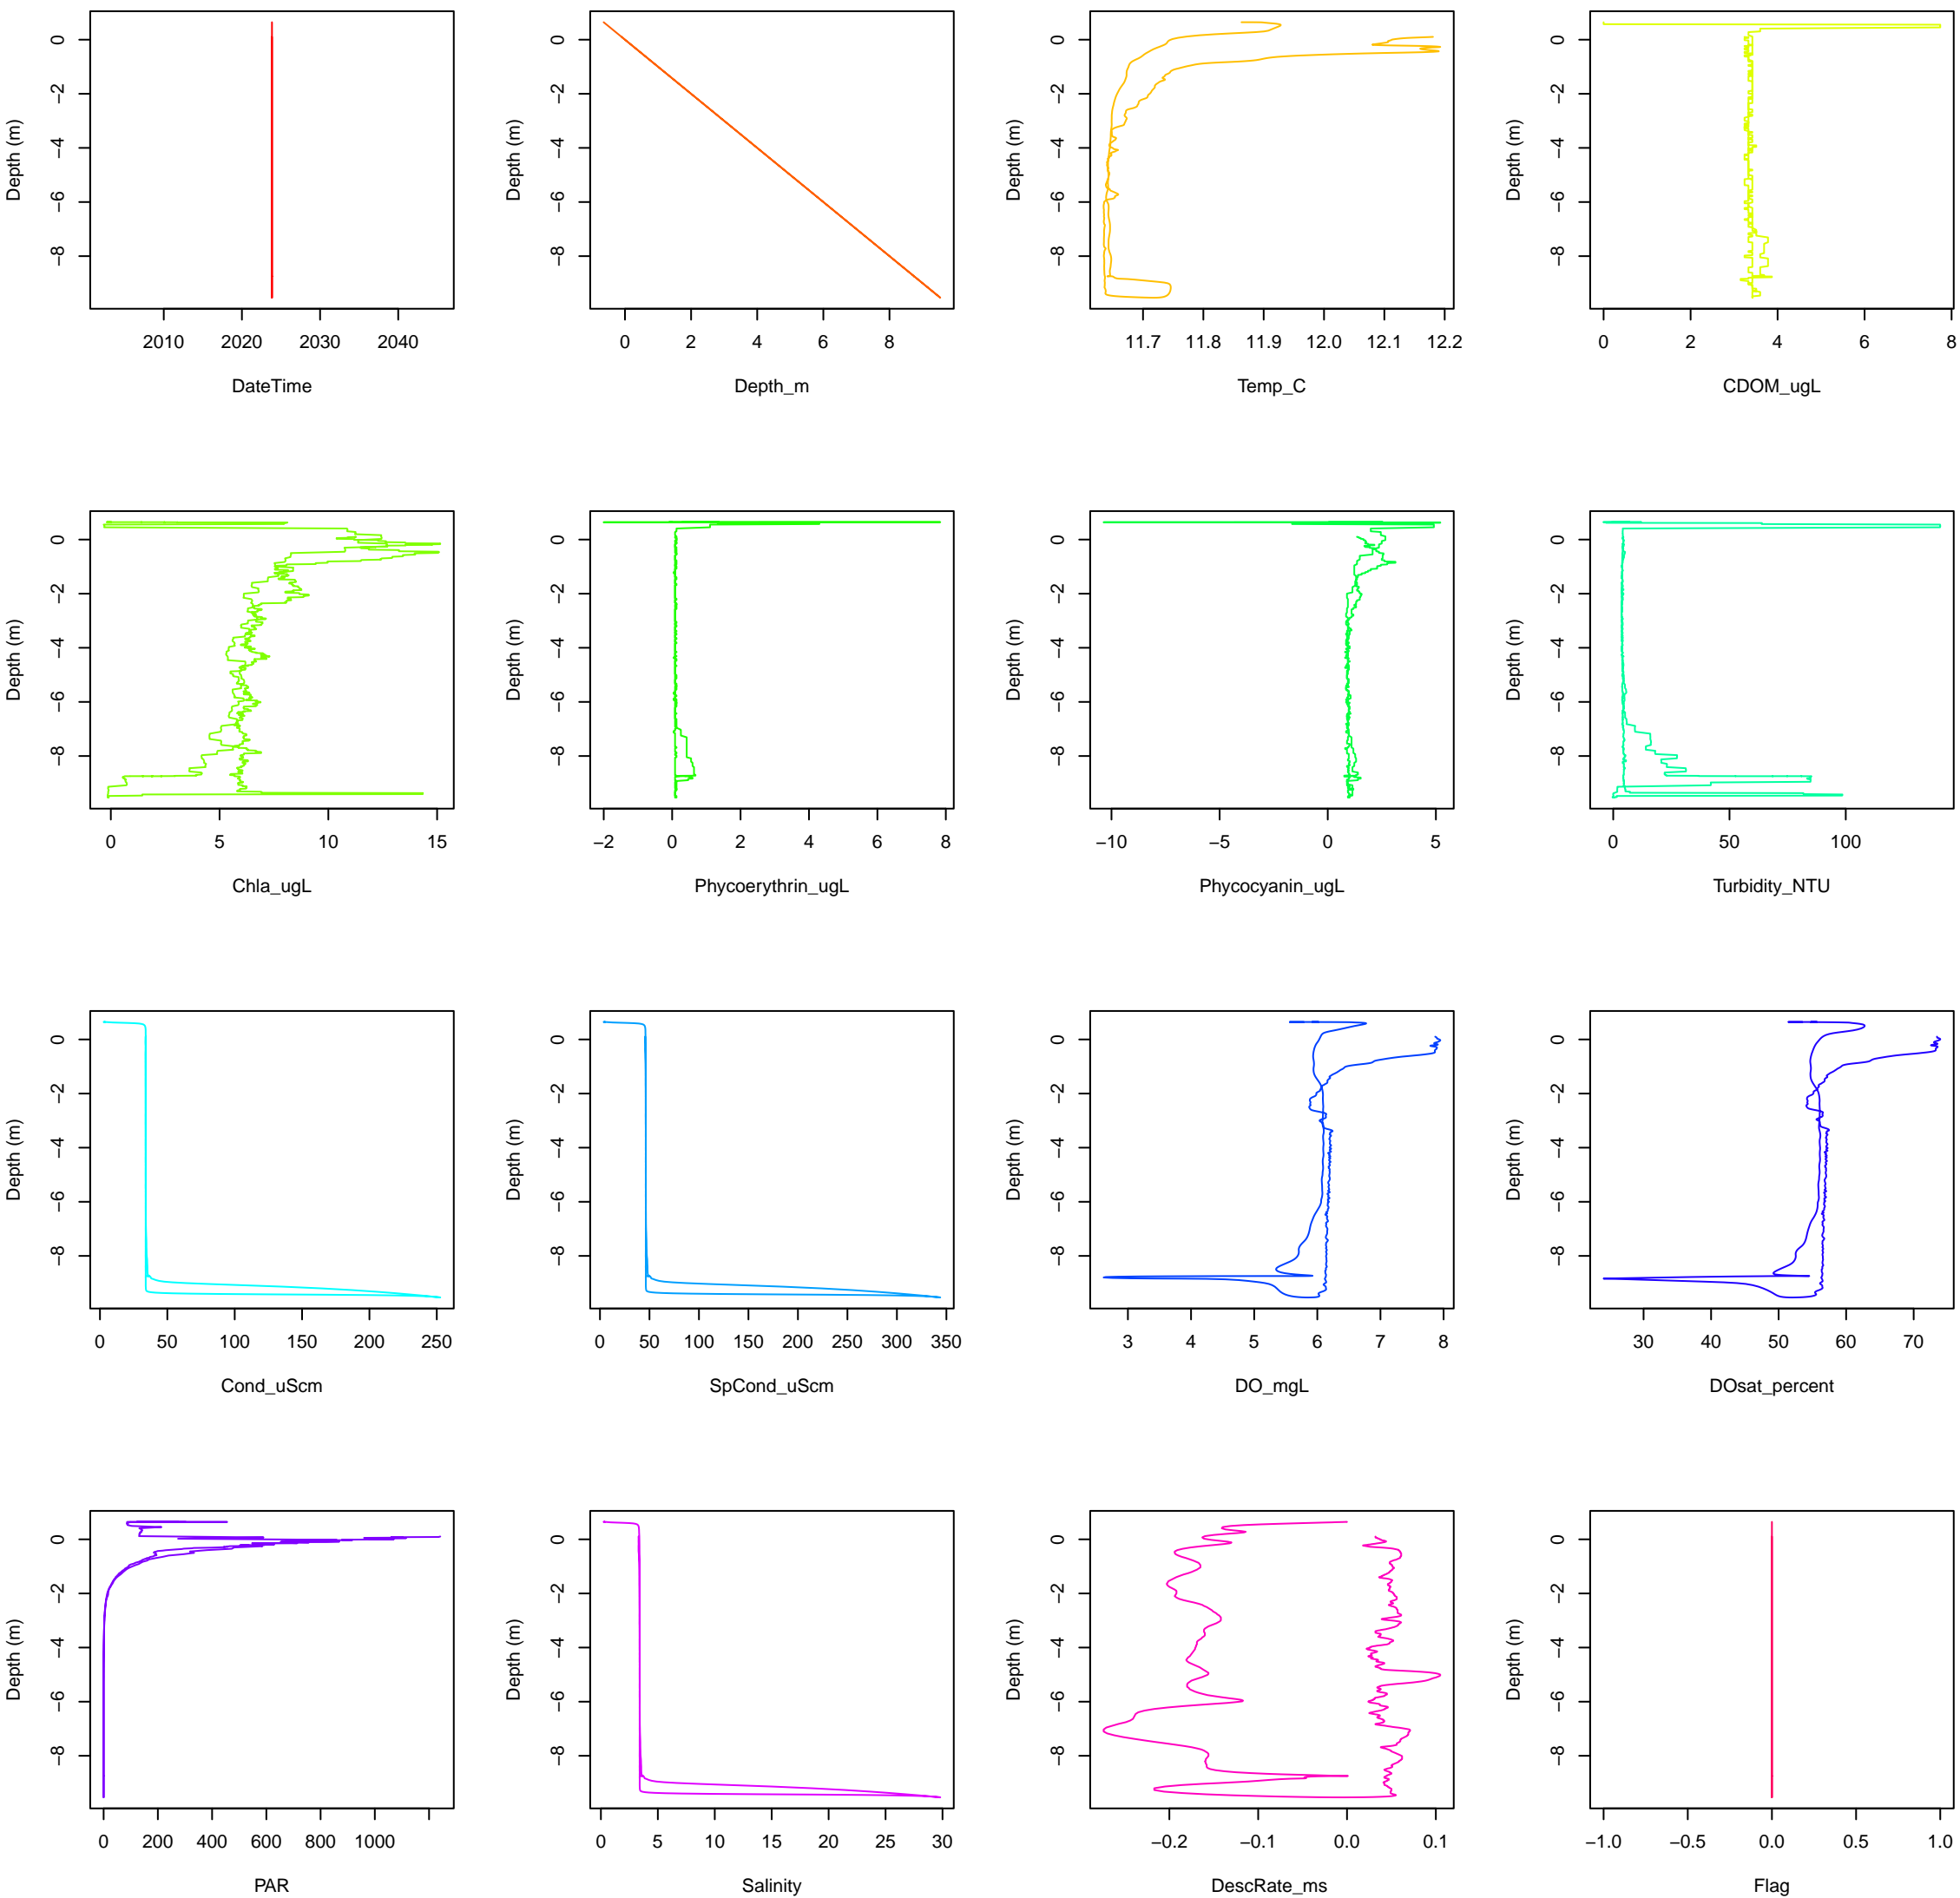 Depth (m) 0 −2 −4 −6 −8
2010 2020 2030 2040
DateTime
Depth (m) 0 −2 −4 −6 −8
0 2 4 6 8
Depth_m
Depth (m) 0 −2 −4 −6 −8
11.7 11.8 11.9 12.0 12.1 12.2
Temp_C
Depth (m) 0 −2 −4 −6 −8
0 2 4 6 8
CDOM_ugL
Depth (m) 0 −2 −4 −6 −8
0 5 10 15
Chla_ugL
Depth (m) 0 −2 −4 −6 −8
−2 0 2 4 6 8
Phycoerythrin_ugL
Depth (m) 0 −2 −4 −6 −8
−10 −5 0 5
Phycocyanin_ugL
Depth (m) 0 −2 −4 −6 −8
0 50 100
Turbidity_NTU
Depth (m) 0 −2 −4 −6 −8
0 50 100 150 200 250
Cond_uScm
Depth (m) 0 −2 −4 −6 −8
0 50 100 150 200 250 300 350
SpCond_uScm
Depth (m) 0 −2 −4 −6 −8
3 4 5 6 7 8
DO_mgL
Depth (m) 0 −2 −4 −6 −8
30 40 50 60 70
DOsat_percent
Depth (m) 0 −2 −4 −6 −8
0 200 400 600 800 1000
PAR
Depth (m) 0 −2 −4 −6 −8
0 5 10 15 20 25 30
Salinity
Depth (m) 0 −2 −4 −6 −8
−0.2 −0.1 0.0 0.1
DescRate_ms
Depth (m) 0 −2 −4 −6 −8
−1.0 −0.5 0.0 0.5 1.0
Flag